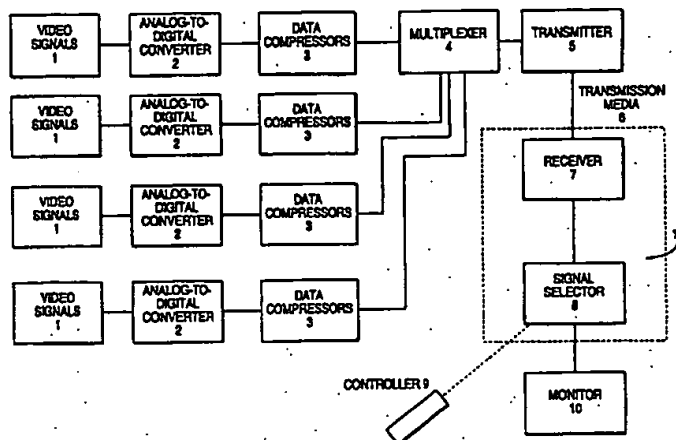 VIDEO
SIGNALS
1
ANALOG-TO-
DIGITAL
CONVERTER
2
DATA
COMPRESSORS
3
MULTIPLEXER
4
TRANSMITTER
5
VIDEO
SIGNALS
1
ANALOG-TO-
DIGITAL
CONVERTER
2
DATA
COMPRESSORS
3
TRANSMISSION
MEDIA
6
RECEIVER
7
VIDEO
SIGNALS
1
ANALOG-TO-
DIGITAL
CONVERTER
2
DATA
COMPRESSORS
3
VIDEO
SIGNALS
1
ANALOG-TO-
DIGITAL
CONVERTER
2
DATA
COMPRESSORS
3
SIGNAL
SELECTOR
8
CONTROLLER 9
MONITOR
10